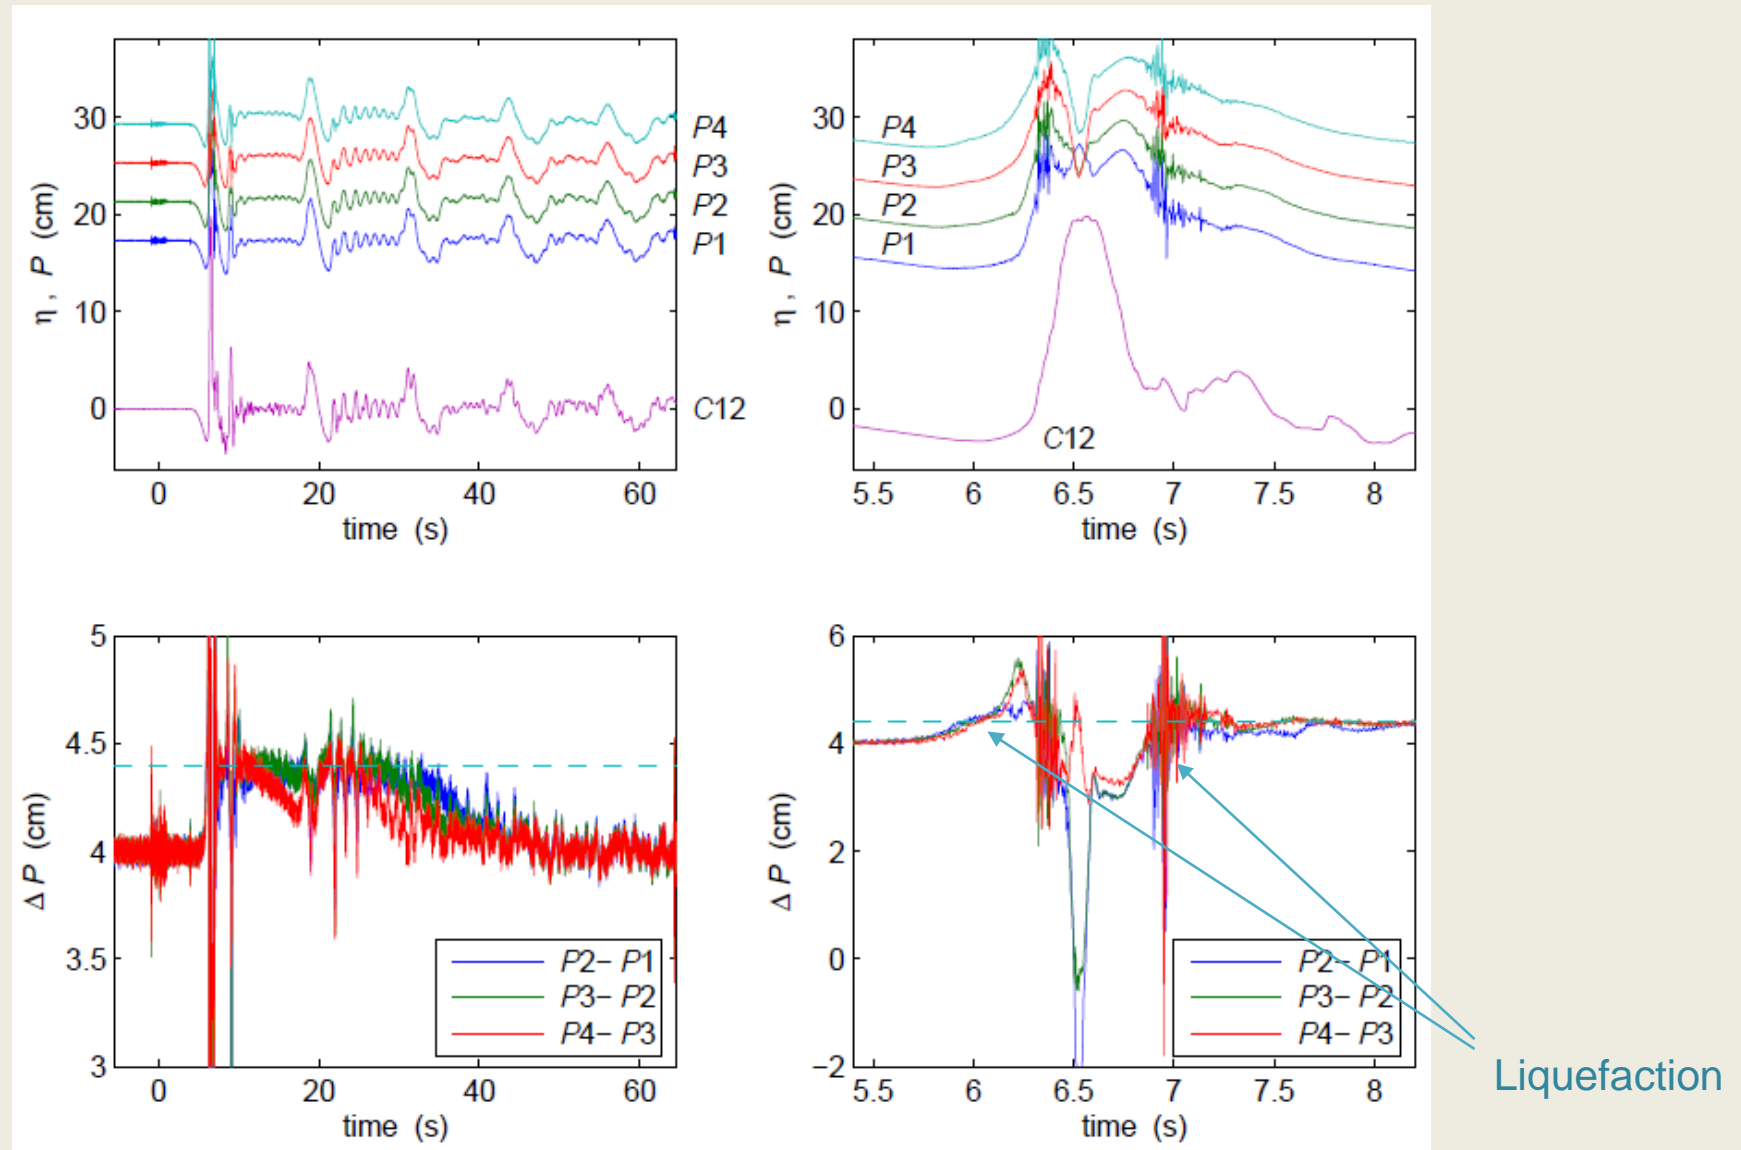 30
20
10
0
η , P (cm)
P4
P3
P2
P1
C12
0 20 40 60
time (s)
30
20
10
0
η , P (cm)
P4
P3
P2
P1
C12
5.5 6 6.5 7 7.5 8
time (s)
5
4.5
4
3.5
3
Δ P (cm)
P2– P1
P3– P2
P4– P3
0 20 40 60
time (s)
6
4
2
0
–2
Δ P (cm)
P2– P1
P3– P2
P4– P3
5.5 6 6.5 7 7.5 8
time (s)
Liquefaction